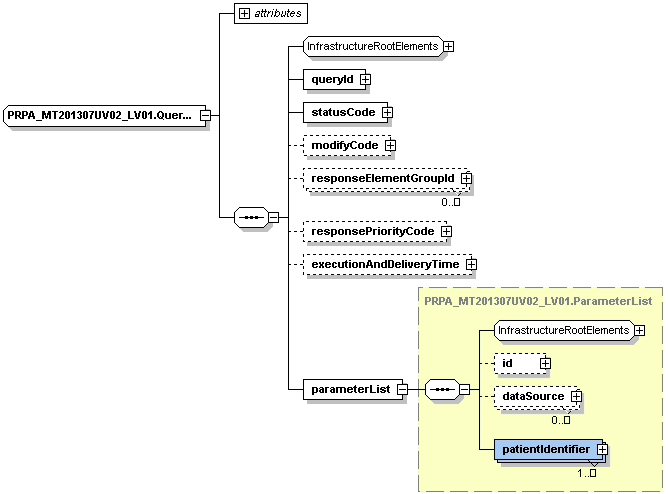 attributes
InfrastructureRootElements
queryId
PRPA_MT201307UV02_LV01.Quer...
statusCode
modifyCode
responseElementGroupId
0..
responsePriorityCode
executionAndDeliveryTime
PRPA_MT201307UV02_LV01.ParameterList
InfrastructureRootElements
id
parameterList
dataSource
0..
patientIdentifier
1..